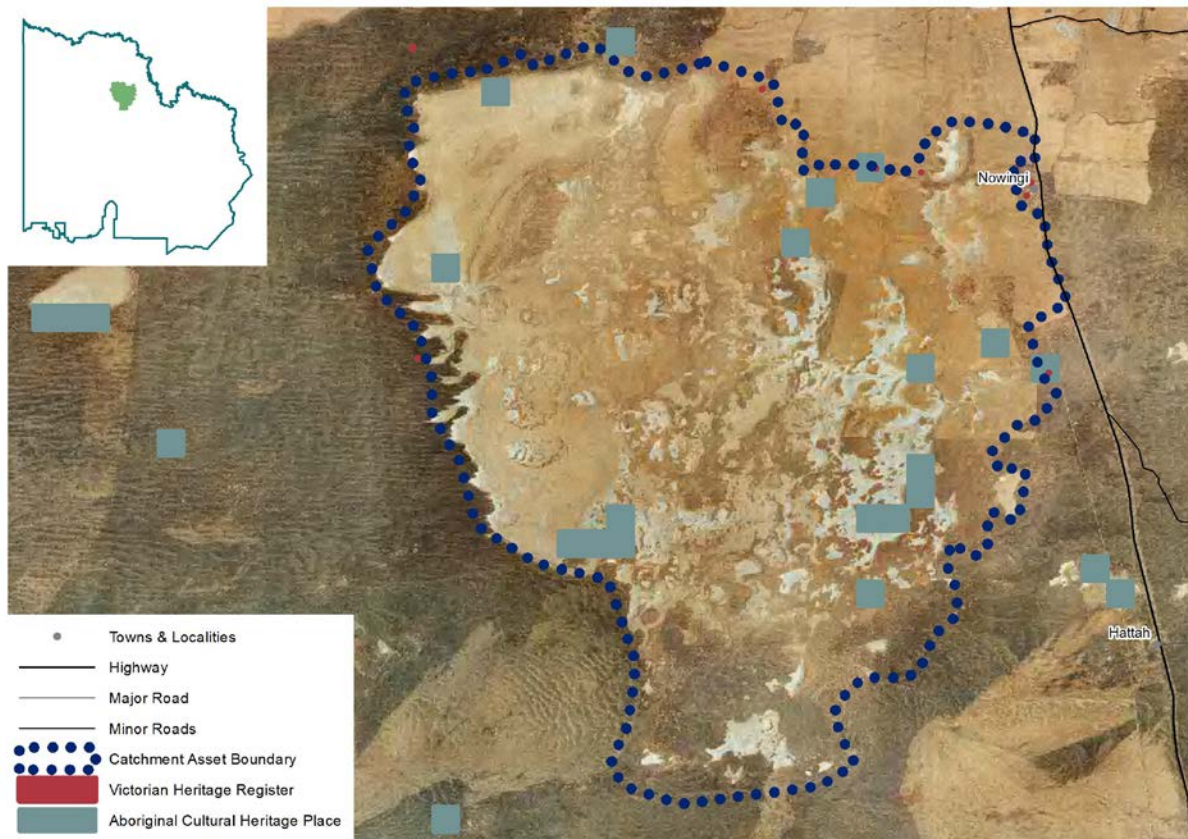 Nowingi
Hattah
Towns & Localities
Highway
Major Road
Minor Roads
Catchment Asset Boundary
Victorian Heritage Register
Aboriginal Cultural Heritage Place